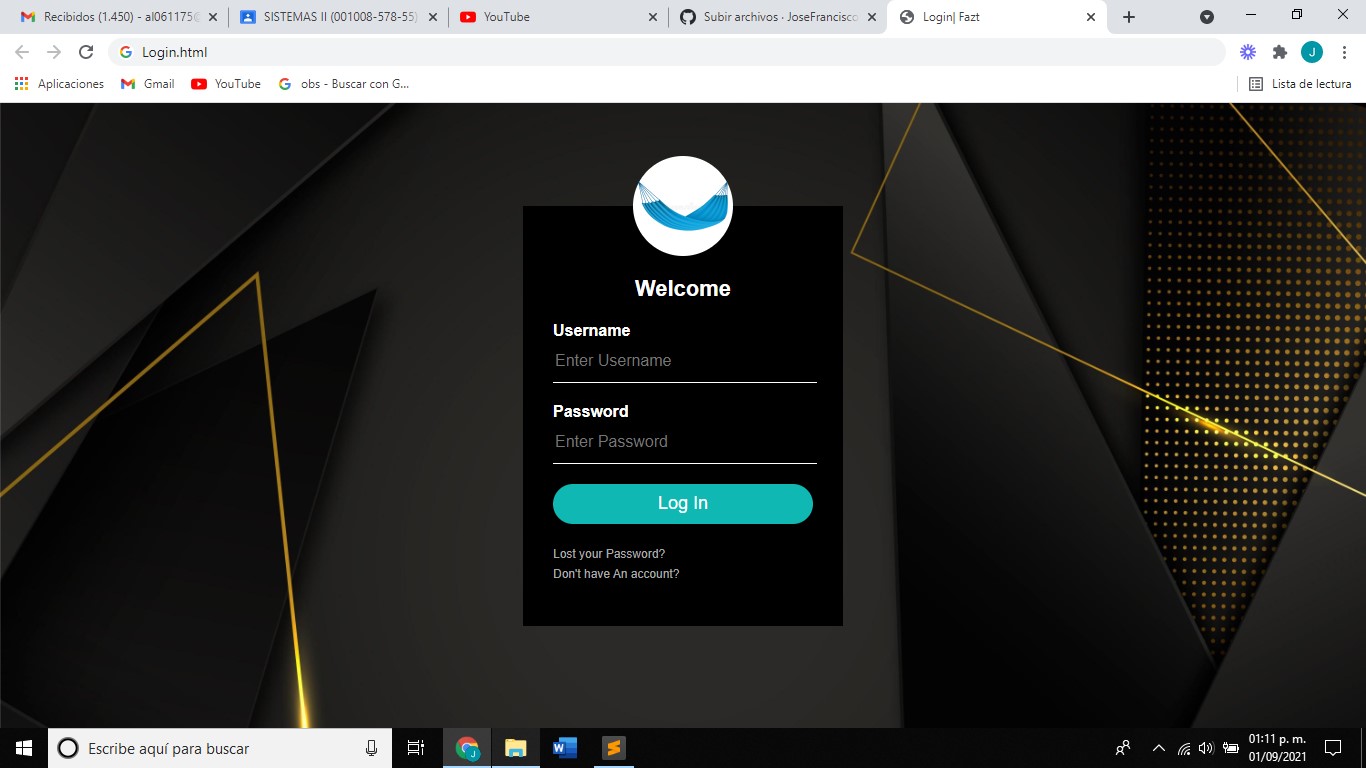 Recibidos (1.450) - al061175@
SISTEMAS II (001008-578-55)
YouTube
Subir archivos · JoseFrancisco
Login| Fazt
Login.html
J
Aplicaciones
Gmail
YouTube
obs - Buscar con G...
Lista de lectura
Welcome
Username
Enter Username
Password
Enter Password
Log In
Lost your Password?
Don't have An account?
Escribe aquí para buscar
01:11 p. m.
01/09/2021